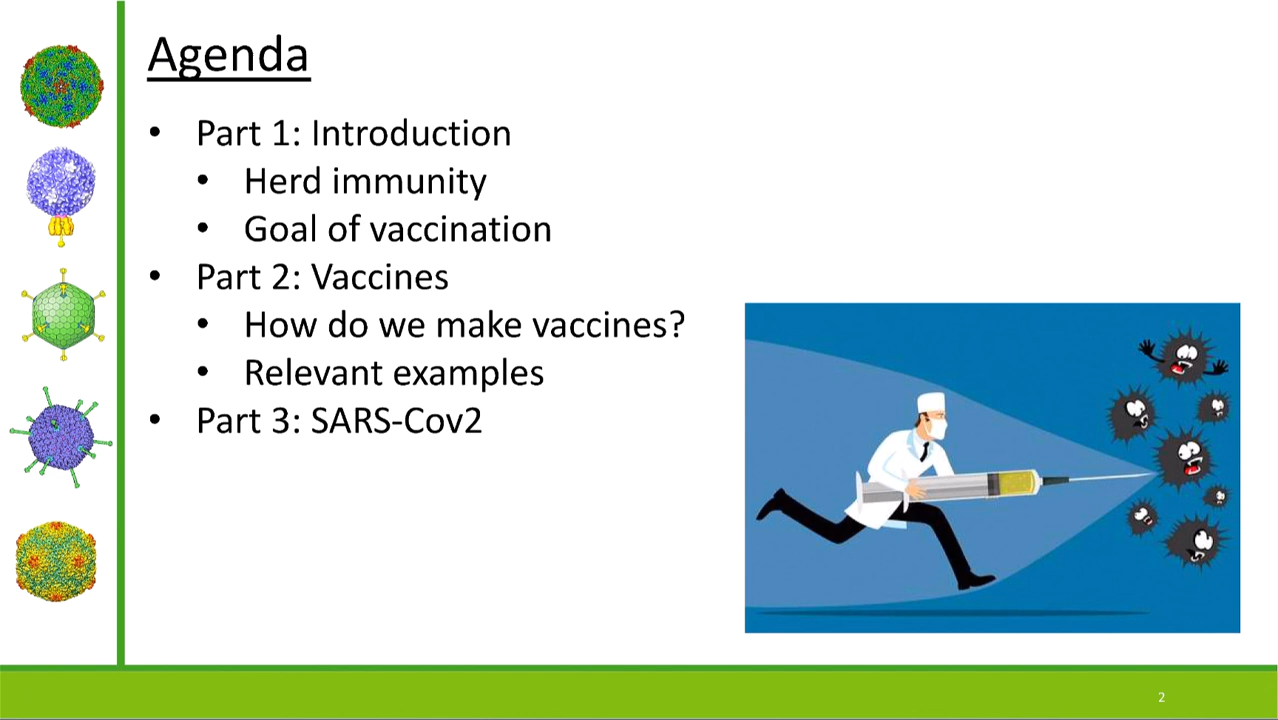 Agenda
• Part 1: Introduction
• Herd immunity
• Goal of vaccination
• Part 2: Vaccines
• How do we make vaccines?
• Relevant examples
• Part 3: SARS-Cov2
2